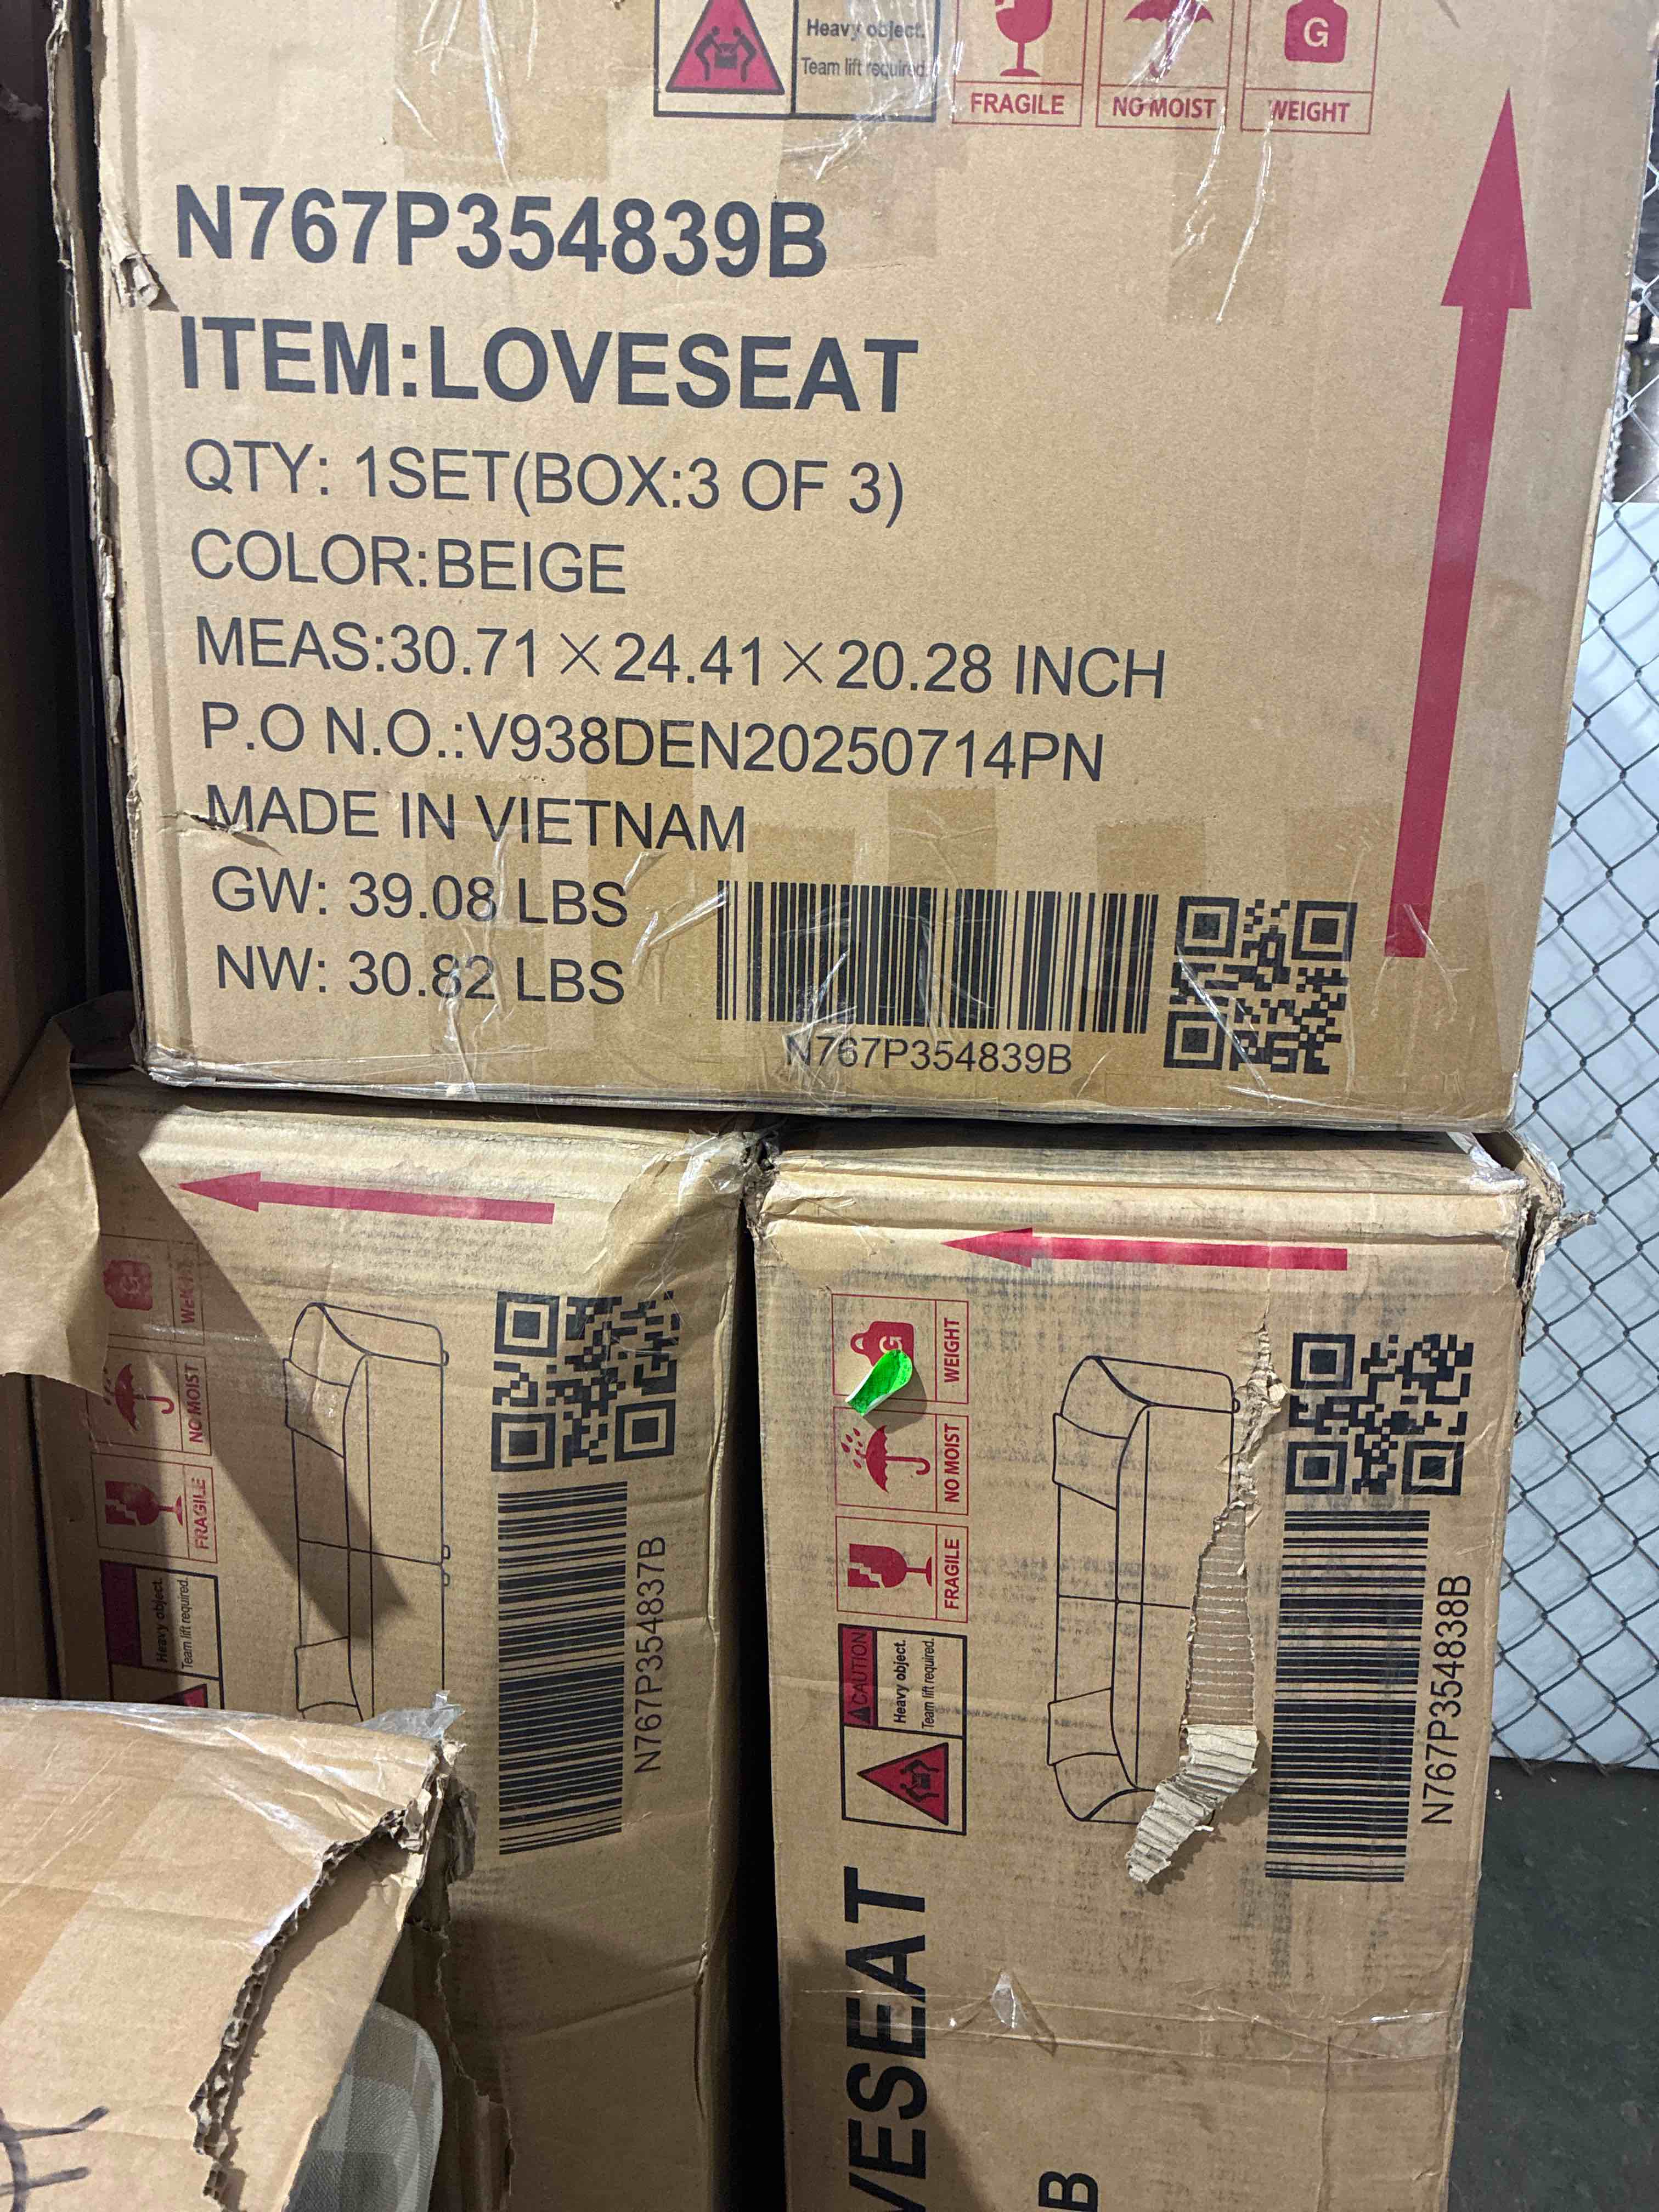 Heavy object.
Team lift required.
G
FRAGILE
NO MOIST
WEIGHT
N767P354839B
ITEM:LOVESEAT
QTY: 1SET(BOX:3 OF 3)
COLOR:BEIGE
MEAS:30.71×24.41×20.28 INCH
P.O N.O.:V938DEN20250714PN
MADE IN VIETNAM
GW: 39.08 LBS
NW: 30.82 LBS
N767P354839B
G
WEIGHT
NO MOIST
FRAGILE
Heavy object.
Team lift required.
N767P354837B
G
WEIGHT
NO MOIST
FRAGILE
CAUTION
Heavy object.
Team lift required.
N767P354838B
VESEAT
B